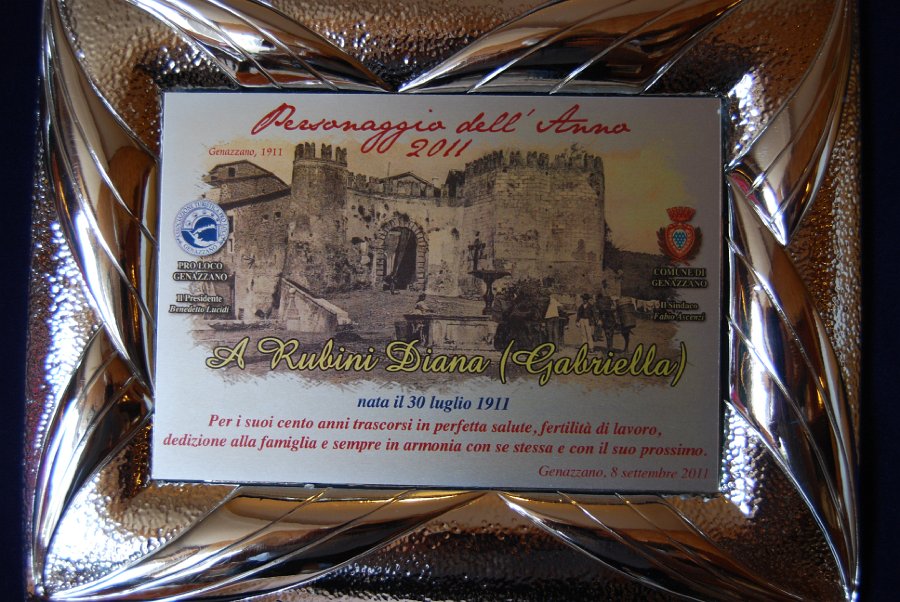 Personaggio dell' Anno
2011
Genazzano, 1911
PRO LOCO
GENAZZANO
Il Presidente
Benedetto Lucidi
COMUNE DI
GENAZZANO
Il Sindaco
Fabio Ascenzi
A Rubini Diana (Gabriella)
nata il 30 luglio 1911
Per i suoi cento anni trascorsi in perfetta salute, fertilità di lavoro,
dedizione alla famiglia e sempre in armonia con se stessa e con il suo prossimo.
Genazzano, 8 settembre 2011